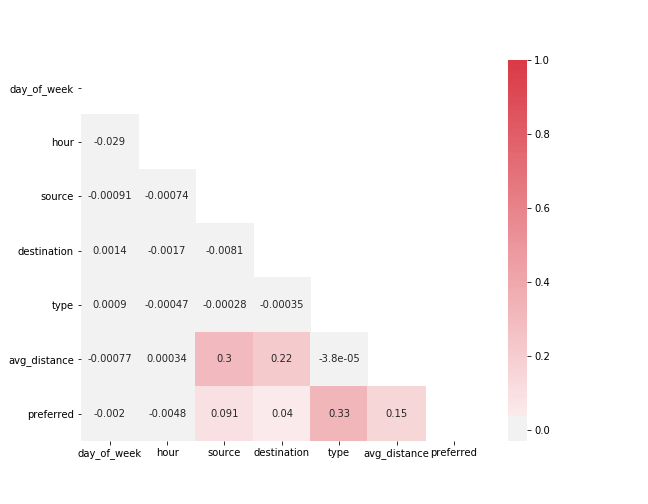 1.0
day_of_week
hour -0.029
0.8
source -0.00091 -0.00074
0.6
destination 0.0014 -0.0017 -0.0081
0.4
type 0.0009 -0.00047 -0.00028 -0.00035
avg_distance -0.00077 0.00034 0.3 0.22 -3.8e-05
0.2
preferred -0.002 -0.0048 0.091 0.04 0.33 0.15
0.0
day_of_week hour source destination type avg_distance preferred